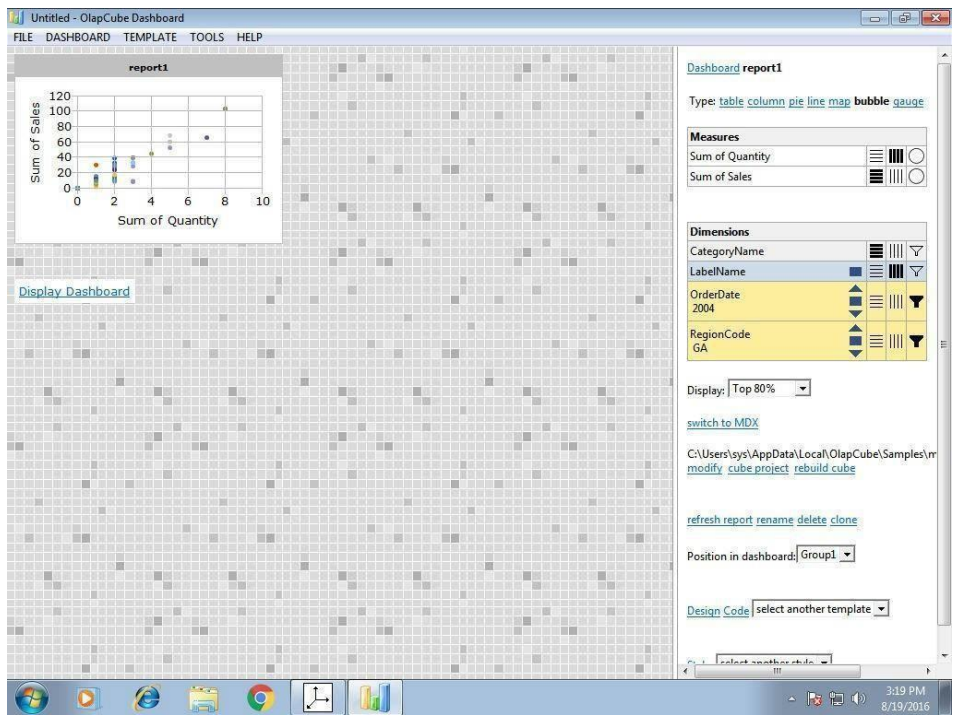 Untitled - OlapCube Dashboard
FILE DASHBOARD TEMPLATE TOOLS HELP
report1
Sum of Sales
120
100
80
60
40
20
0
0 2 4 6 8 10
Sum of Quantity
Display Dashboard
Dashboard report1
Type: table column pie line map bubble gauge
Measures
Sum of Quantity
Sum of Sales
Dimensions
CategoryName
LabelName
OrderDate
2004
RegionCode
GA
Display: Top 80%
switch to MDX
C:\Users\sys\AppData\Local\OlapCube\Samples\m
modify cube project rebuild cube
refresh report rename delete clone
Position in dashboard: Group1
Design Code select another template
select another style
3:19 PM
8/19/2016